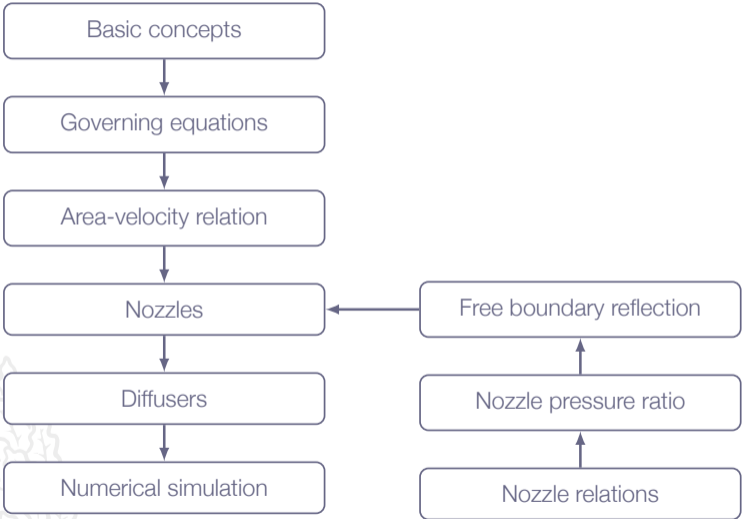 Basic concepts
Governing equations
Area-velocity relation
Nozzles
Free boundary reflection
Diffusers
Nozzle pressure ratio
Numerical simulation
Nozzle relations